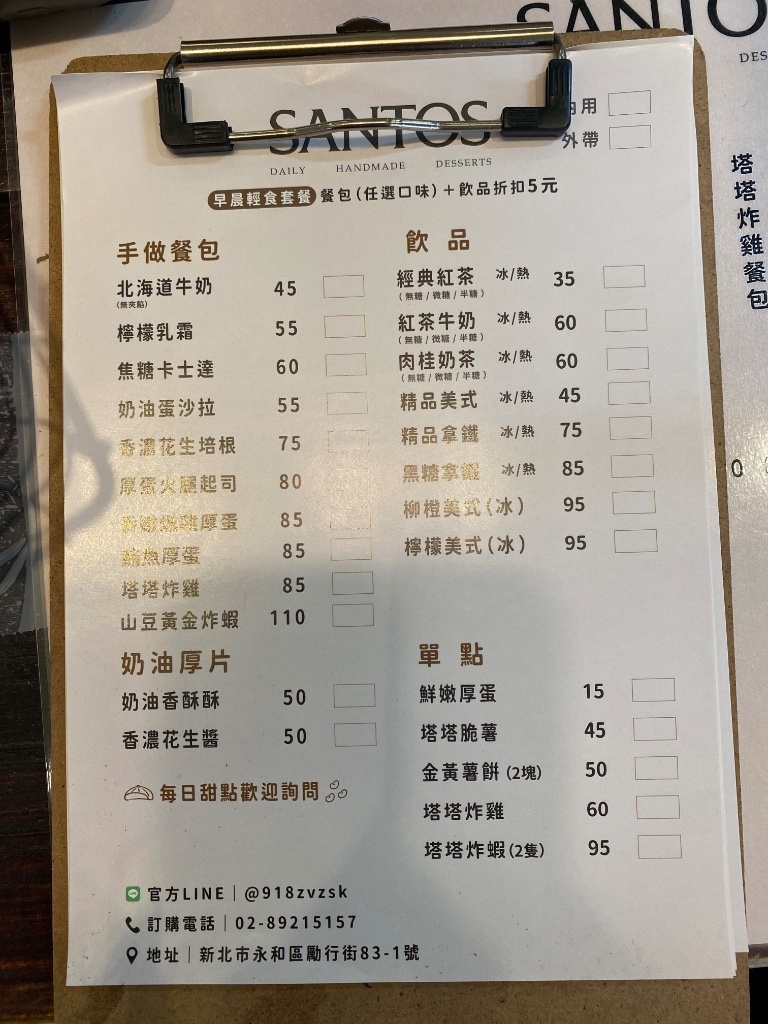 SANTOS
DAILY HANDMADE DESSERTS
用
外帶
早晨輕食套餐 餐包(任選口味)+飲品折扣5元
手做餐包
北海道牛奶 45
(無夾餡)
檸檬乳霜 55
焦糖卡士達 60
奶油蛋沙拉 55
香濃花生培根 75
厚蛋火腿起司 80
厚蛋 85
鮪魚厚蛋 85
塔塔炸雞 85
山豆黃金炸蝦 110
奶油厚片
奶油香酥酥 50
香濃花生醬 50
每日甜點歡迎詢問
飲品
經典紅茶 冰/熱 35
(無糖/微糖/半糖)
紅茶牛奶 冰/熱 60
(無糖/微糖/半糖)
肉桂奶茶 冰/熱 60
(無糖/微糖/半糖)
精品美式 冰/熱 45
精品拿鐵 冰/熱 75
黑糖拿鐵 冰/熱 85
柳橙美式(冰) 95
檸檬美式(冰) 95
單點
鮮嫩厚蛋 15
塔塔脆薯 45
金黃薯餅(2塊) 50
塔塔炸雞 60
塔塔炸蝦(2隻) 95
官方LINE｜@918zvzsk
訂購電話｜02-89215157
地址｜新北市永和區勵行街83-1號
SANTO
DES
塔塔炸雞餐包
0